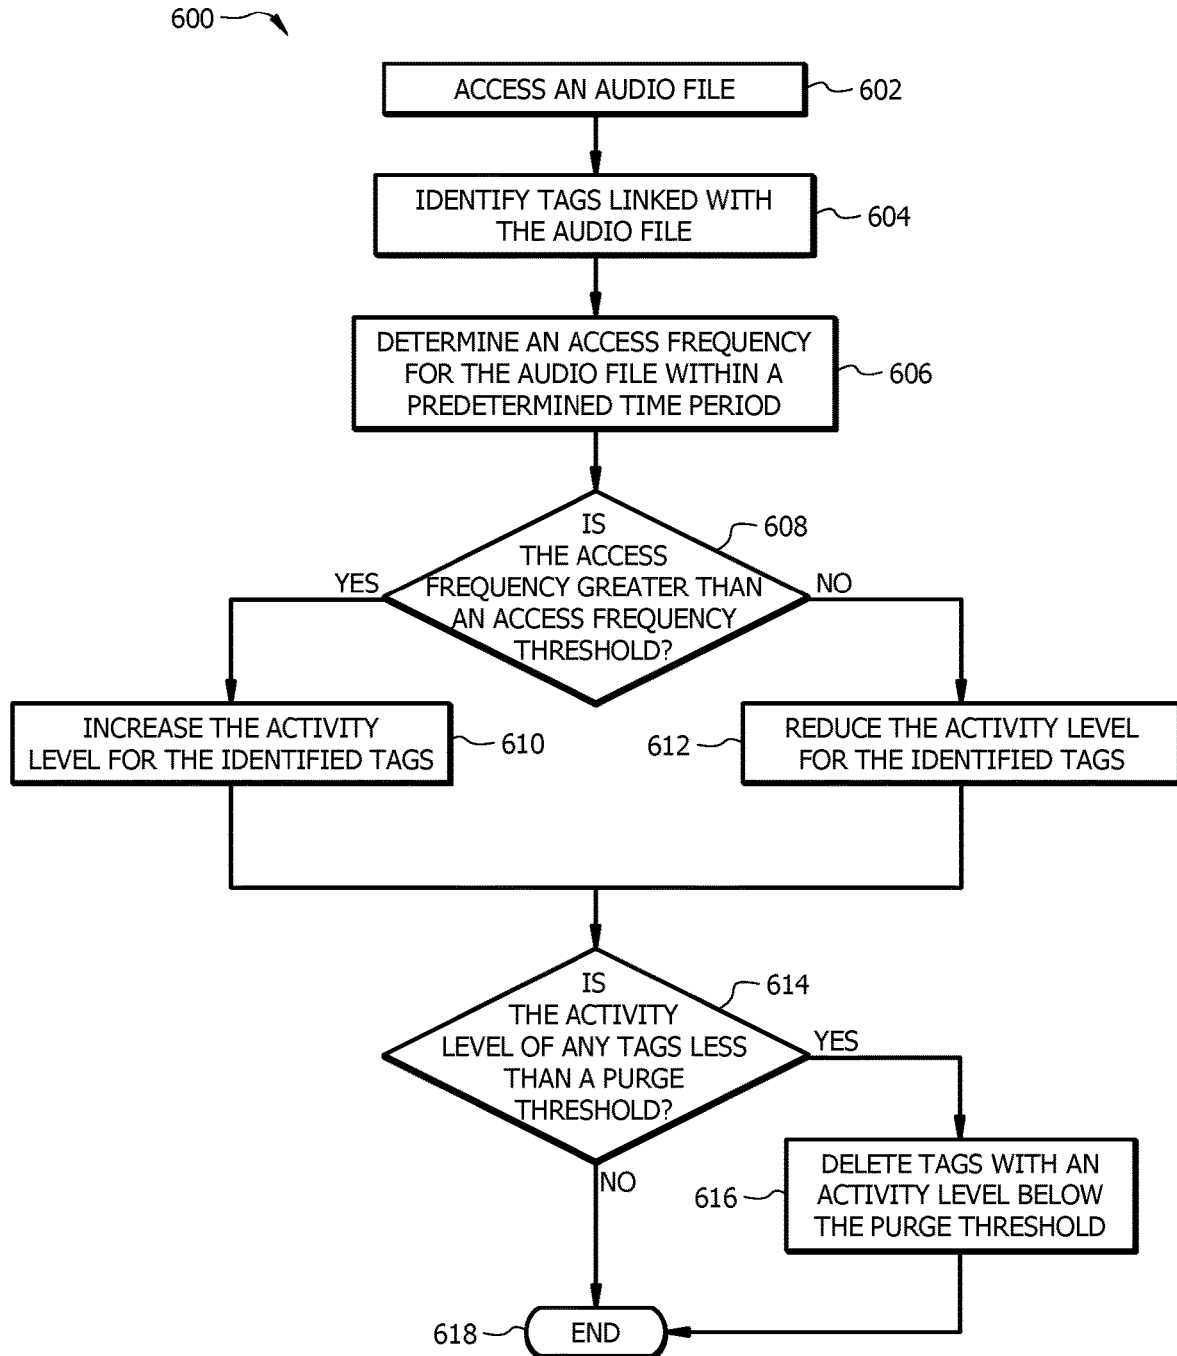 600
ACCESS AN AUDIO FILE
602
IDENTIFY TAGS LINKED WITH
THE AUDIO FILE
604
DETERMINE AN ACCESS FREQUENCY
FOR THE AUDIO FILE WITHIN A
PREDETERMINED TIME PERIOD
606
IS
THE ACCESS
FREQUENCY GREATER THAN
AN ACCESS FREQUENCY
THRESHOLD?
608
YES
NO
INCREASE THE ACTIVITY
LEVEL FOR THE IDENTIFIED TAGS
610
612
REDUCE THE ACTIVITY LEVEL
FOR THE IDENTIFIED TAGS
IS
THE ACTIVITY
LEVEL OF ANY TAGS LESS
THAN A PURGE
THRESHOLD?
614
YES
NO
616
DELETE TAGS WITH AN
ACTIVITY LEVEL BELOW
THE PURGE THRESHOLD
618
END